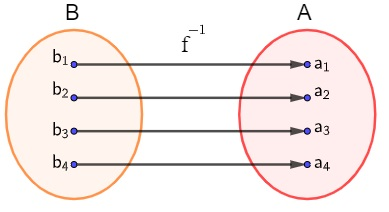 B A
f⁻¹
b₁ a₁
b₂ a₂
b₃ a₃
b₄ a₄